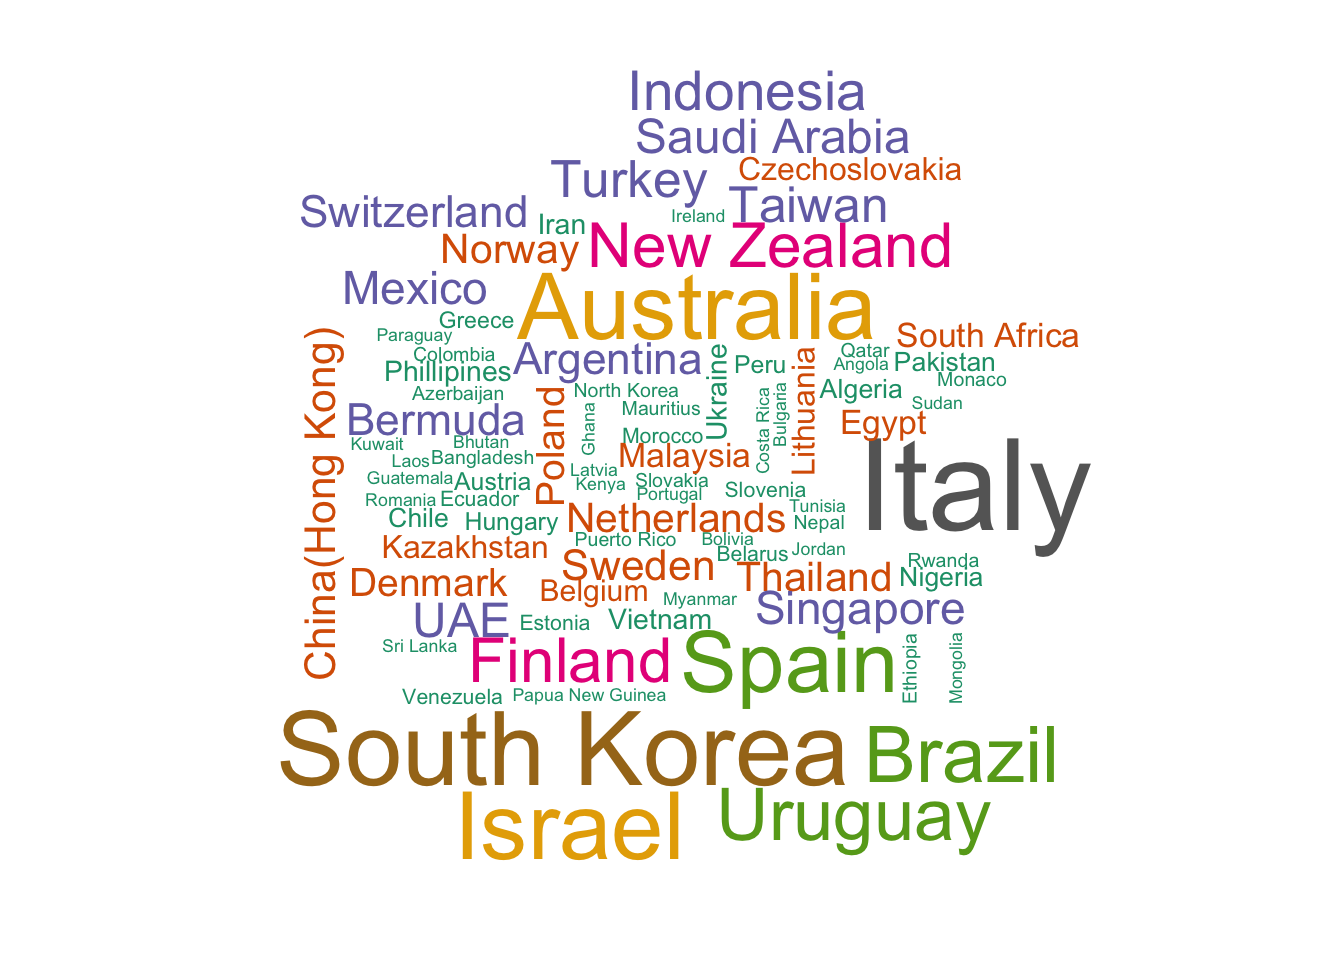 Indonesia
Saudi Arabia
Czechoslovakia
Turkey
Taiwan
Switzerland
Ireland
Iran
Norway
New Zealand
Mexico
Australia
Greece
Paraguay
South Africa
China(Hong Kong)
Colombia
Argentina
Ukraine
Peru
Lithuania
Qatar
Angola
Pakistan
Phillipines
Monaco
Azerbaijan
North Korea
Algeria
Sudan
Bermuda
Poland
Ghana
Mauritius
Costa Rica
Bulgaria
Egypt
Kuwait
Bhutan
Morocco
Laos
Bangladesh
Malaysia
Italy
Guatemala
Austria
Latvia
Kenya
Slovakia
Portugal
Slovenia
Romania
Ecuador
Tunisia
Chile
Hungary
Netherlands
Nepal
Kazakhstan
Puerto Rico
Bolivia
Belarus
Jordan
Rwanda
Denmark
Sweden
Thailand
Nigeria
Belgium
Myanmar
Singapore
UAE
Estonia
Vietnam
Sri Lanka
Finland
Spain
Ethiopia
Mongolia
Venezuela
Papua New Guinea
South Korea
Brazil
Israel
Uruguay